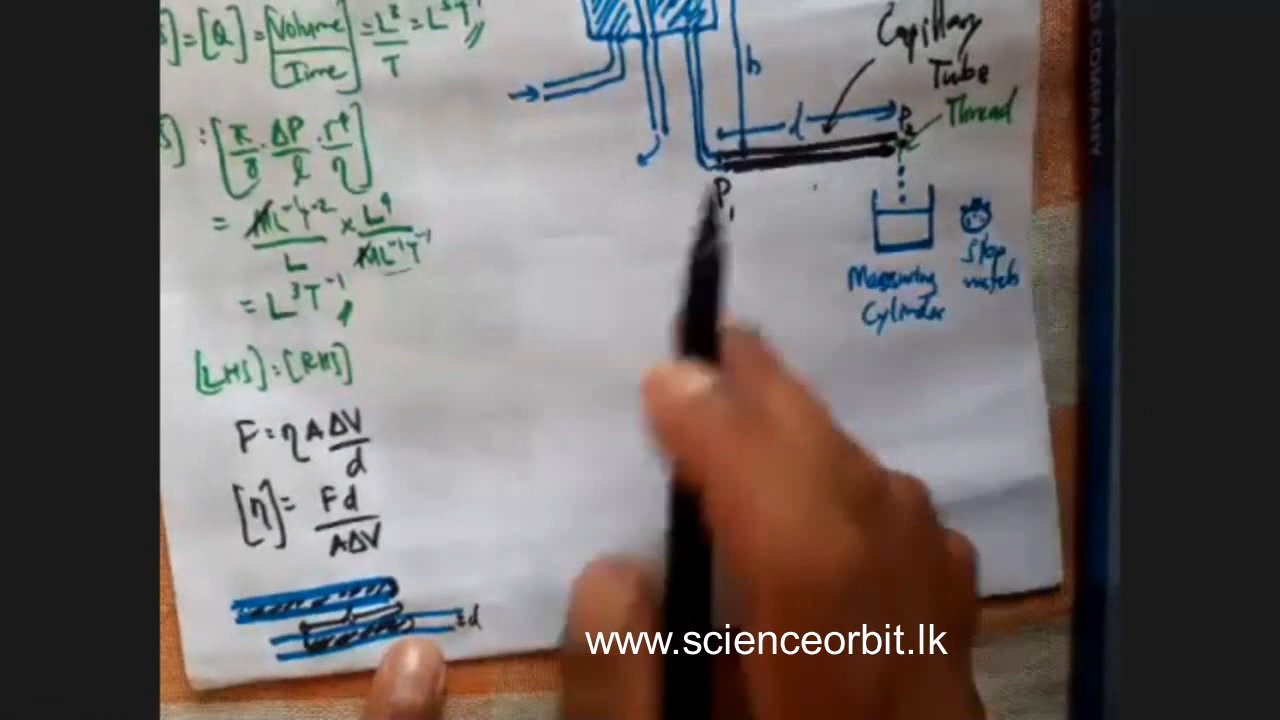 S] = [Q] = [Volume/Time] = L³/T = L³T⁻¹
S] : [π/8 . ΔP/l . r⁴/η]
= ML⁻¹T⁻²/L × L⁴/ML⁻¹T⁻¹
= L³T⁻¹
[LHS] = [RHS]
F = η A ΔV/d
[η] = Fd/AΔV
d
h
l
Capillary
Tube
P₂
Thread
P₁
Measuring
Cylinder
Stop
watch
D COMPANY
www.scienceorbit.lk